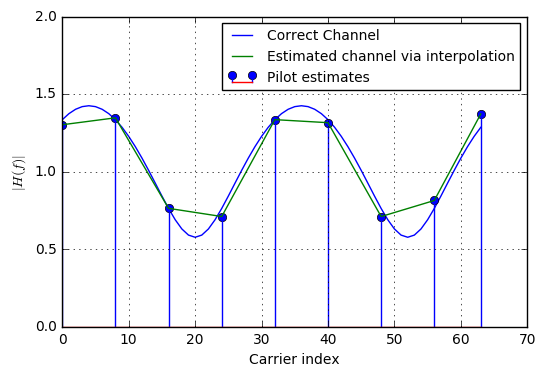 2.0
1.5
1.0
0.5
0.0
|H(f)|
Correct Channel
Estimated channel via interpolation
Pilot estimates
0 10 20 30 40 50 60 70
Carrier index